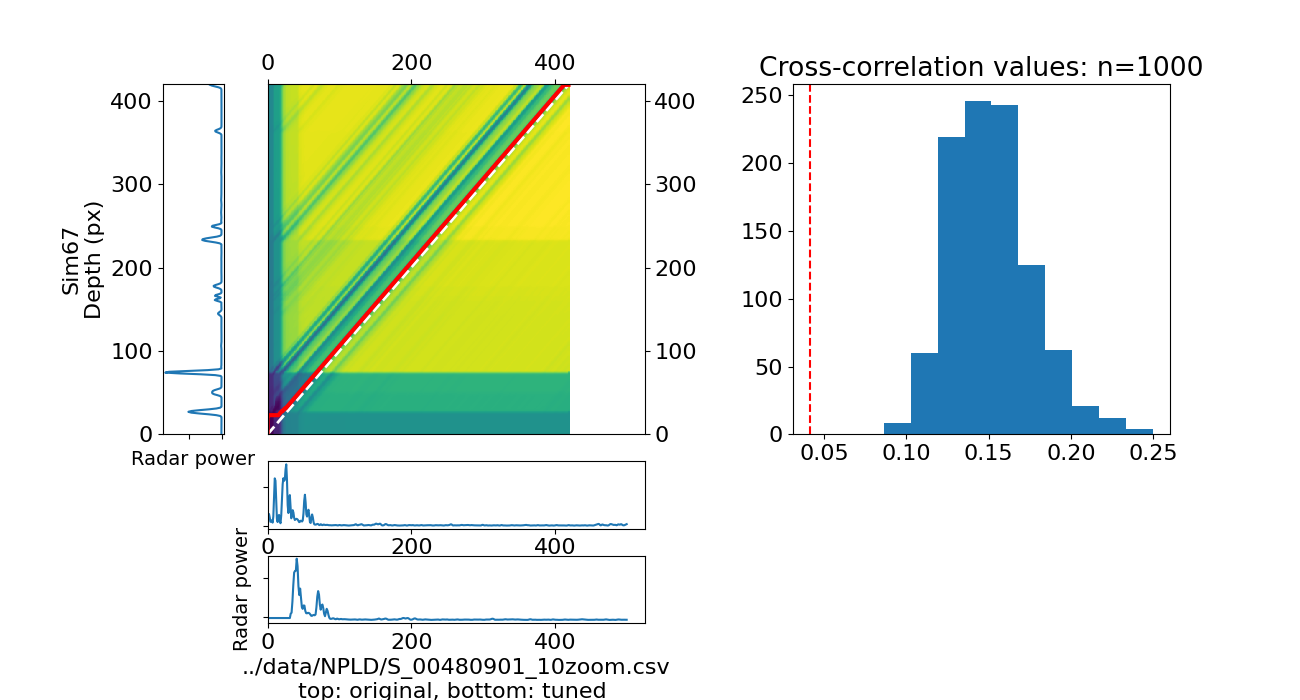 0 200 400
Cross-correlation values: n=1000
400
300
200
100
0
Sim67
Depth (px)
Radar power
400
300
200
100
0
250
200
150
100
50
0
0.05 0.10 0.15 0.20 0.25
0 200 400
Radar power
0 200 400
../data/NPLD/S_00480901_10zoom.csv
top: original, bottom: tuned